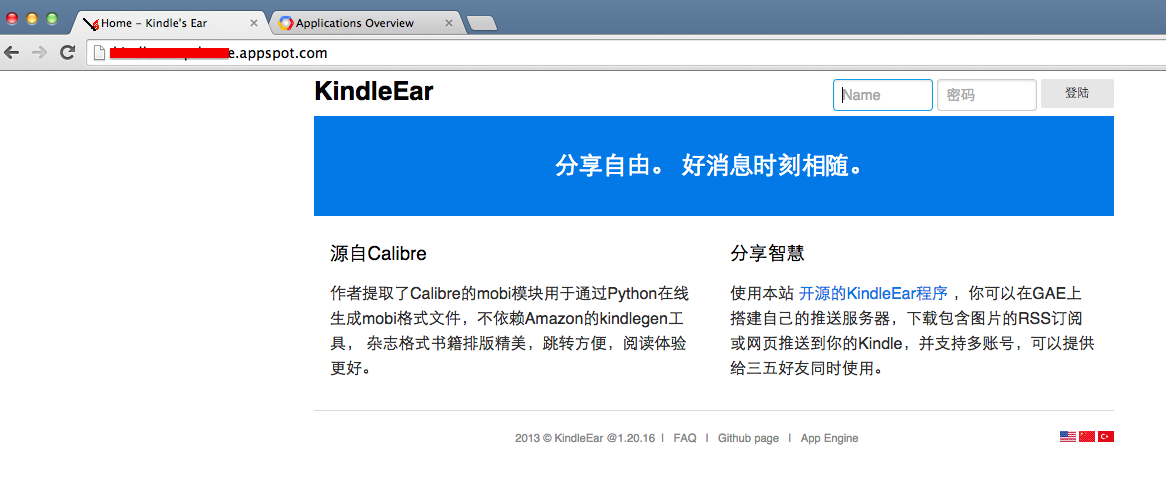 Home – Kindle's Ear
Applications Overview
e.appspot.com
KindleEar
Name
密码
登陆
分享自由。 好消息时刻相随。
源自Calibre
作者提取了Calibre的mobi模块用于通过Python在线
生成mobi格式文件，不依赖Amazon的kindlegen工
具， 杂志格式书籍排版精美，跳转方便，阅读体验
更好。
分享智慧
使用本站 开源的KindleEar程序 ，你可以在GAE上
搭建自己的推送服务器，下载包含图片的RSS订阅
或网页推送到你的Kindle，并支持多账号，可以提供
给三五好友同时使用。
2013 © KindleEar @1.20.16 | FAQ | Github page | App Engine